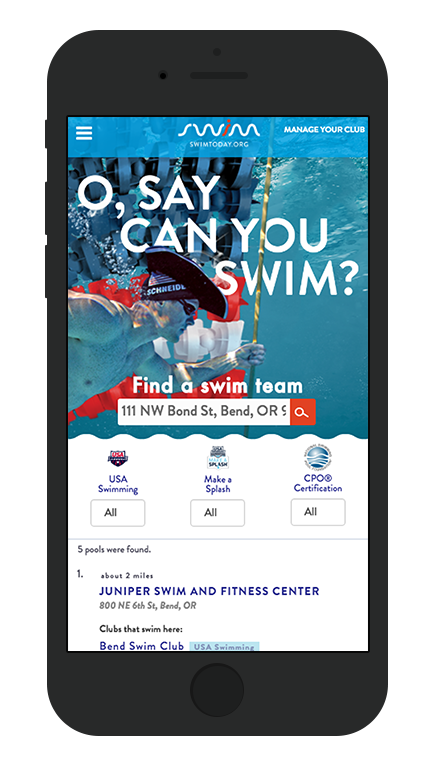 swim
SWIMTODAY.ORG
MANAGE YOUR CLUB
O, SAY
CAN YOU
SWIM?
SCHNEIDE
Find a swim team
111 NW Bond St, Bend, OR 9
USA
Swimming
Make a
Splash
CPO®
Certification
All
All
All
5 pools were found.
1.
about 2 miles
JUNIPER SWIM AND FITNESS CENTER
800 NE 6th St, Bend, OR
Clubs that swim here:
Bend Swim Club USA Swimming